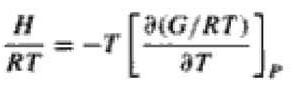 H/RT = -T [∂(G/RT)/∂T]_P